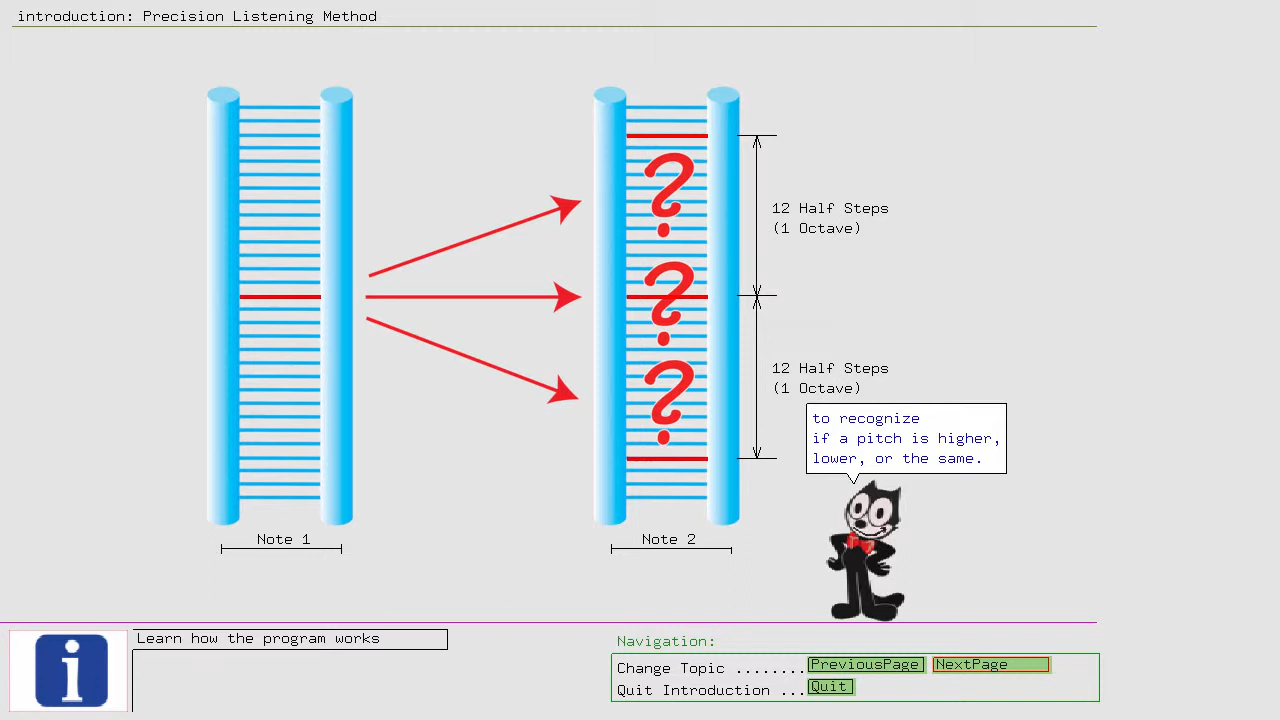 introduction: Precision Listening Method
?
?
?
12 Half Steps
(1 Octave)
12 Half Steps
(1 Octave)
to recognize
if a pitch is higher,
lower, or the same.
Note 1
Note 2
i
Learn how the program works
Navigation:
Change Topic ........ PreviousPage NextPage
Quit Introduction ... Quit